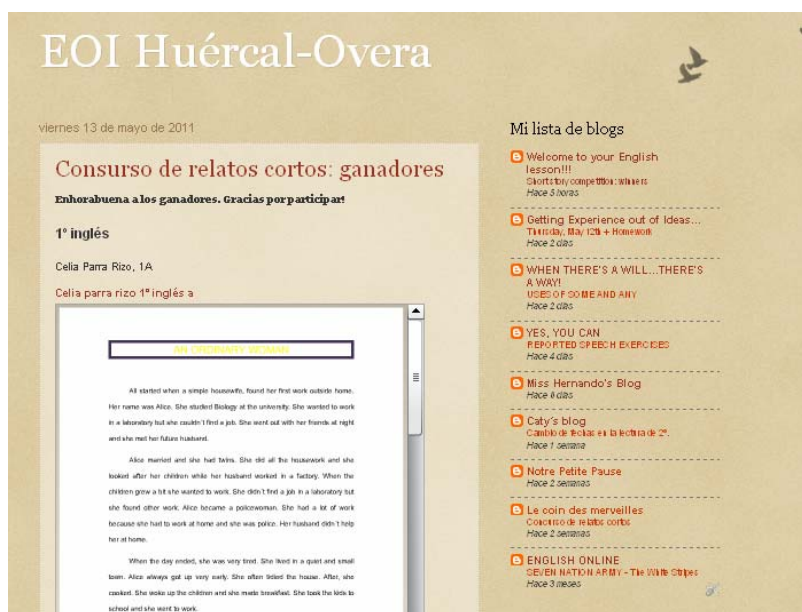 EOI Huércal-Overa
viernes 13 de mayo de 2011
Consurso de relatos cortos: ganadores
Enhorabuena a los ganadores. Gracias por participar!
1º inglés
Celia Parra Rizo, 1A
Celia parra rizo 1º inglés a
AN ORDINARY WOMAN
All started when a simple housewife, found her first work outside home.
Her name was Alice. She studied Biology at the university. She wanted to work
in a laboratory but she couldn´t find a job. She went out with her friends at night
and she met her future husband.
Alice married and she had twins. She did all the housework and she
looked after her children while her husband worked in a factory. When the
children grew a bit she wanted to work. She didn´t find a job in a laboratory but
she found other work. Alice became a policewoman. She had a lot of work
because she had to work at home and she was police. Her husband didn´t help
her at home.
When the day ended, she was very tired. She lived in a quiet and small
town. Alice always got up very early. She often tidied the house. After, she
cooked. She woke up the children and she made breakfast. She took the kids to
school and she went to work.
Mi lista de blogs
Welcome to your English
lesson!!!
Short story competition: winners
Hace 5 horas
Getting Experience out of Ideas...
Thursday, May 12th + Homework
Hace 2 días
WHEN THERE'S A WILL...THERE'S
A WAY!
USES OF SOME AND ANY
Hace 2 días
YES, YOU CAN
REPORTED SPEECH EXERCISES
Hace 4 días
Miss Hernando's Blog
Hace 6 días
Caty's blog
Cambio de fechas en la lectura de 2º.
Hace 1 semana
Notre Petite Pause
Hace 2 semanas
Le coin des merveilles
Concurso de relatos cortos
Hace 2 semanas
ENGLISH ONLINE
SEVEN NATION ARMY - The White Stripes
Hace 3 meses